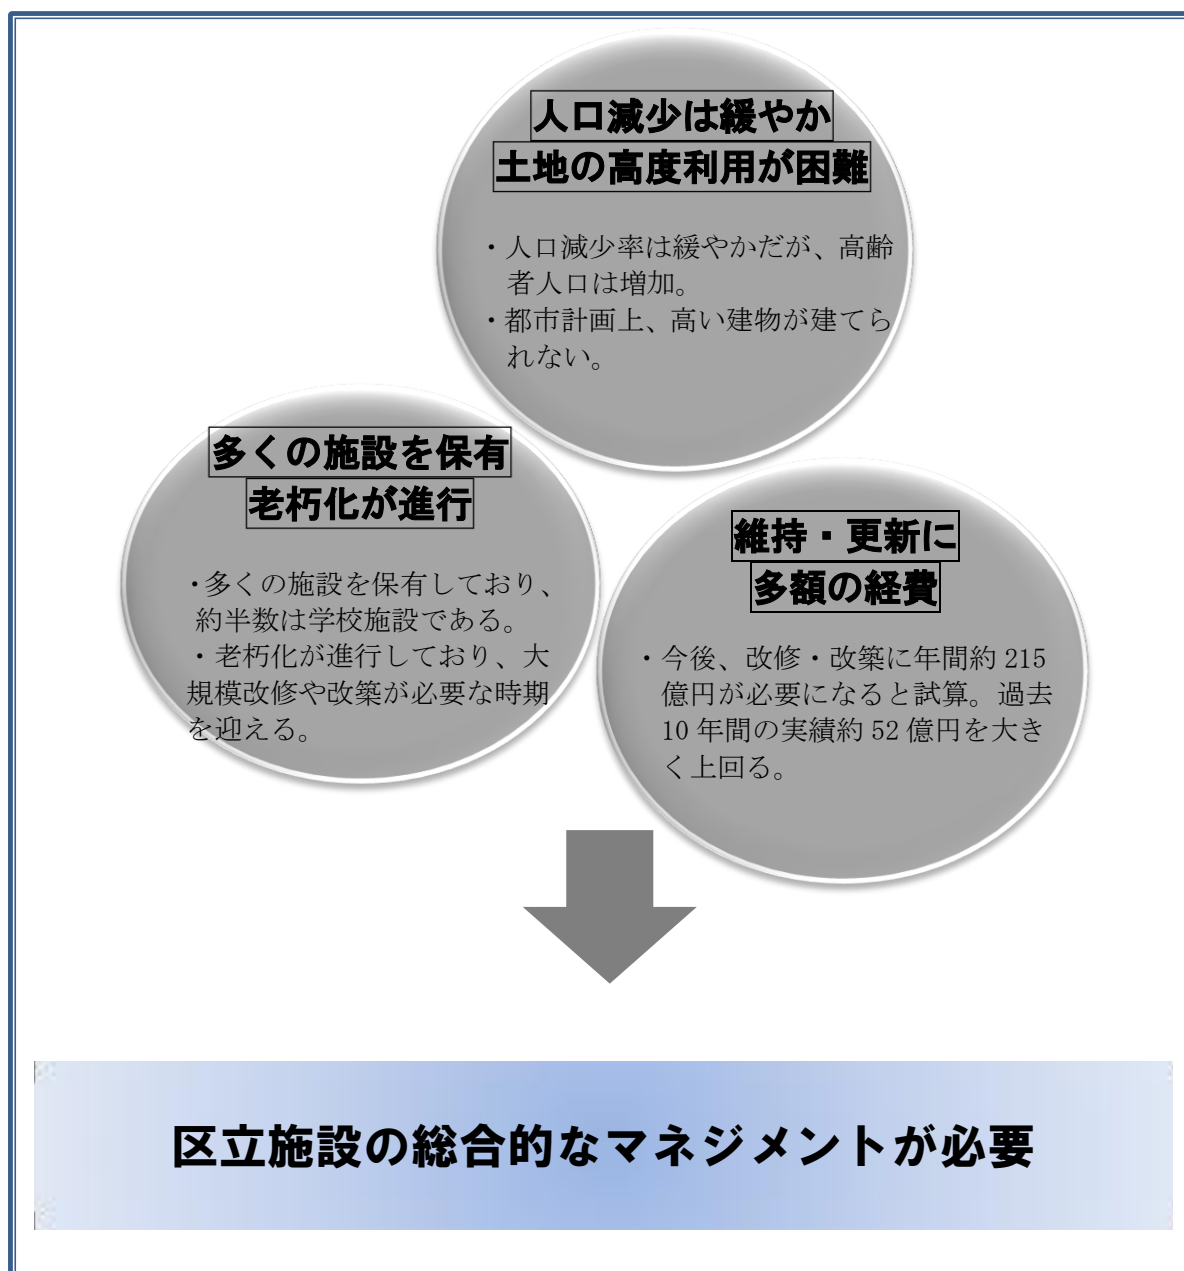 人口減少は緩やか
土地の高度利用が困難
・人口減少率は緩やかだが、高齢
者人口は増加。
・都市計画上、高い建物が建てら
れない。
多くの施設を保有
老朽化が進行
・多くの施設を保有しており、
約半数は学校施設である。
・老朽化が進行しており、大
規模改修や改築が必要な時期
を迎える。
維持・更新に
多額の経費
・今後、改修・改築に年間約 215
億円が必要になると試算。過去
10 年間の実績約 52 億円を大き
く上回る。
区立施設の総合的なマネジメントが必要